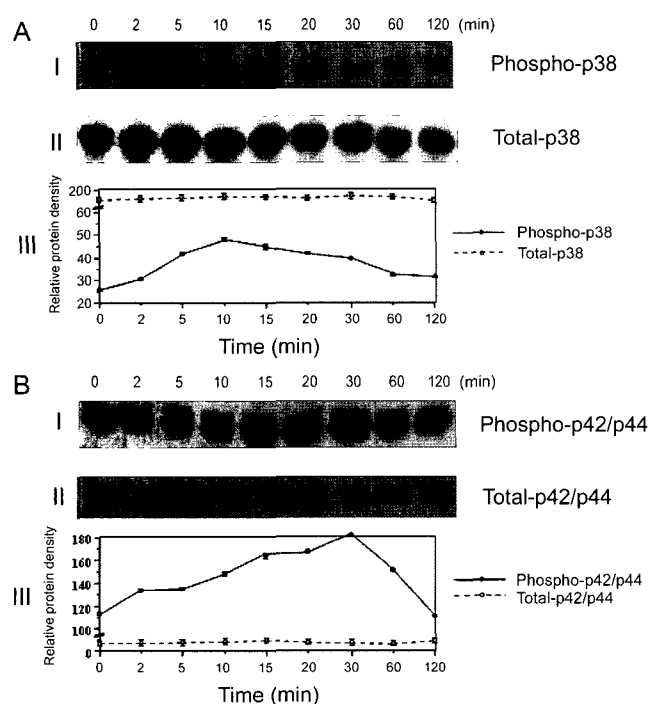 A
0 2 5 10 15 20 30 60 120 (min)
I
Phospho-p38
II
Total-p38
III
Relative protein density
200
60
50
40
30
20
0 2 5 10 15 20 30 60 120
Time (min)
Phospho-p38
Total-p38
B
0 2 5 10 15 20 30 60 120 (min)
I
Phospho-p42/p44
II
Total-p42/p44
III
Relative protein density
180
160
140
120
100
0
0 2 5 10 15 20 30 60 120
Time (min)
Phospho-p42/p44
Total-p42/p44